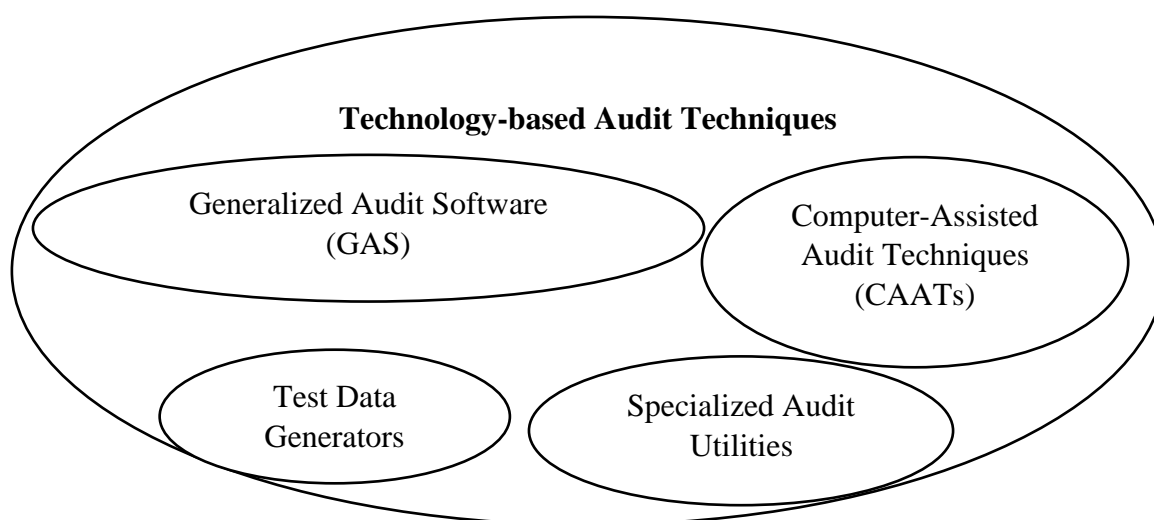 Technology-based Audit Techniques
Generalized Audit Software
(GAS)
Computer-Assisted
Audit Techniques
(CAATs)
Test Data
Generators
Specialized Audit
Utilities